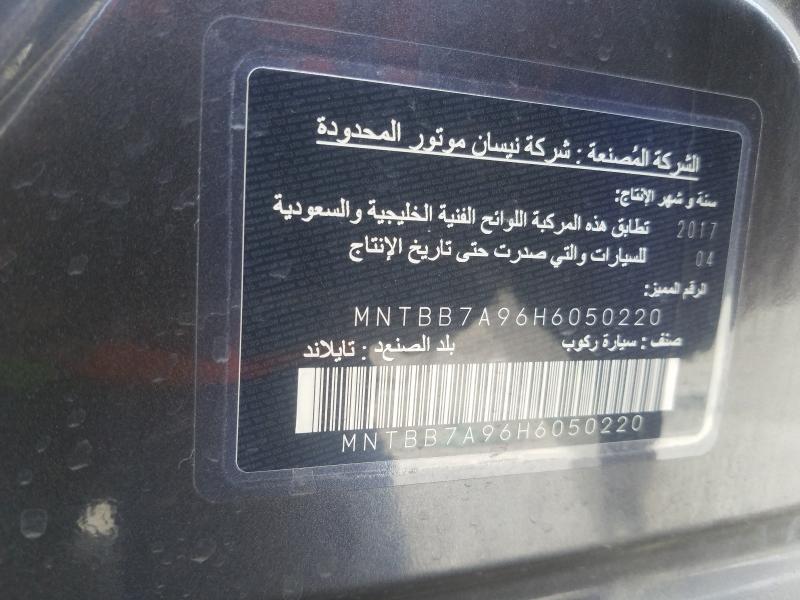 الشركة المُصنعة : شركة نيسان موتور المحدودة
سنة و شهر الإنتاج:
2017 تطابق هذه المركبة اللوائح الفنية الخليجية والسعودية
04 للسيارات والتي صدرت حتى تاريخ الإنتاج
الرقم المميز:
MNTBB7A96H6050220
صنف : سيارة ركوب بلد الصنع : تايلاند
MNTBB7A96H6050220